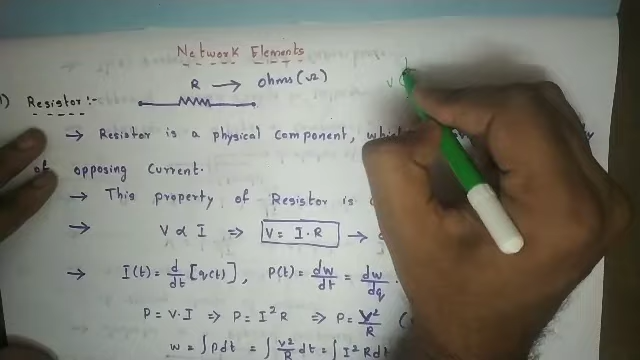 Network Elements
R → ohms (Ω)
1) Resistor :-
V
→ Resistor is a physical component,
of opposing current.
→ This property of Resistor is
→ V ∝ I ⇒ V = I · R →
→ I(t) = d/dt [q(t)], P(t) = dw/dt = dw/dq ·
P = V·I ⇒ P = I²R ⇒ P = V²/R (
w = ∫ P dt = ∫ V²/R dt = ∫ I² R dt